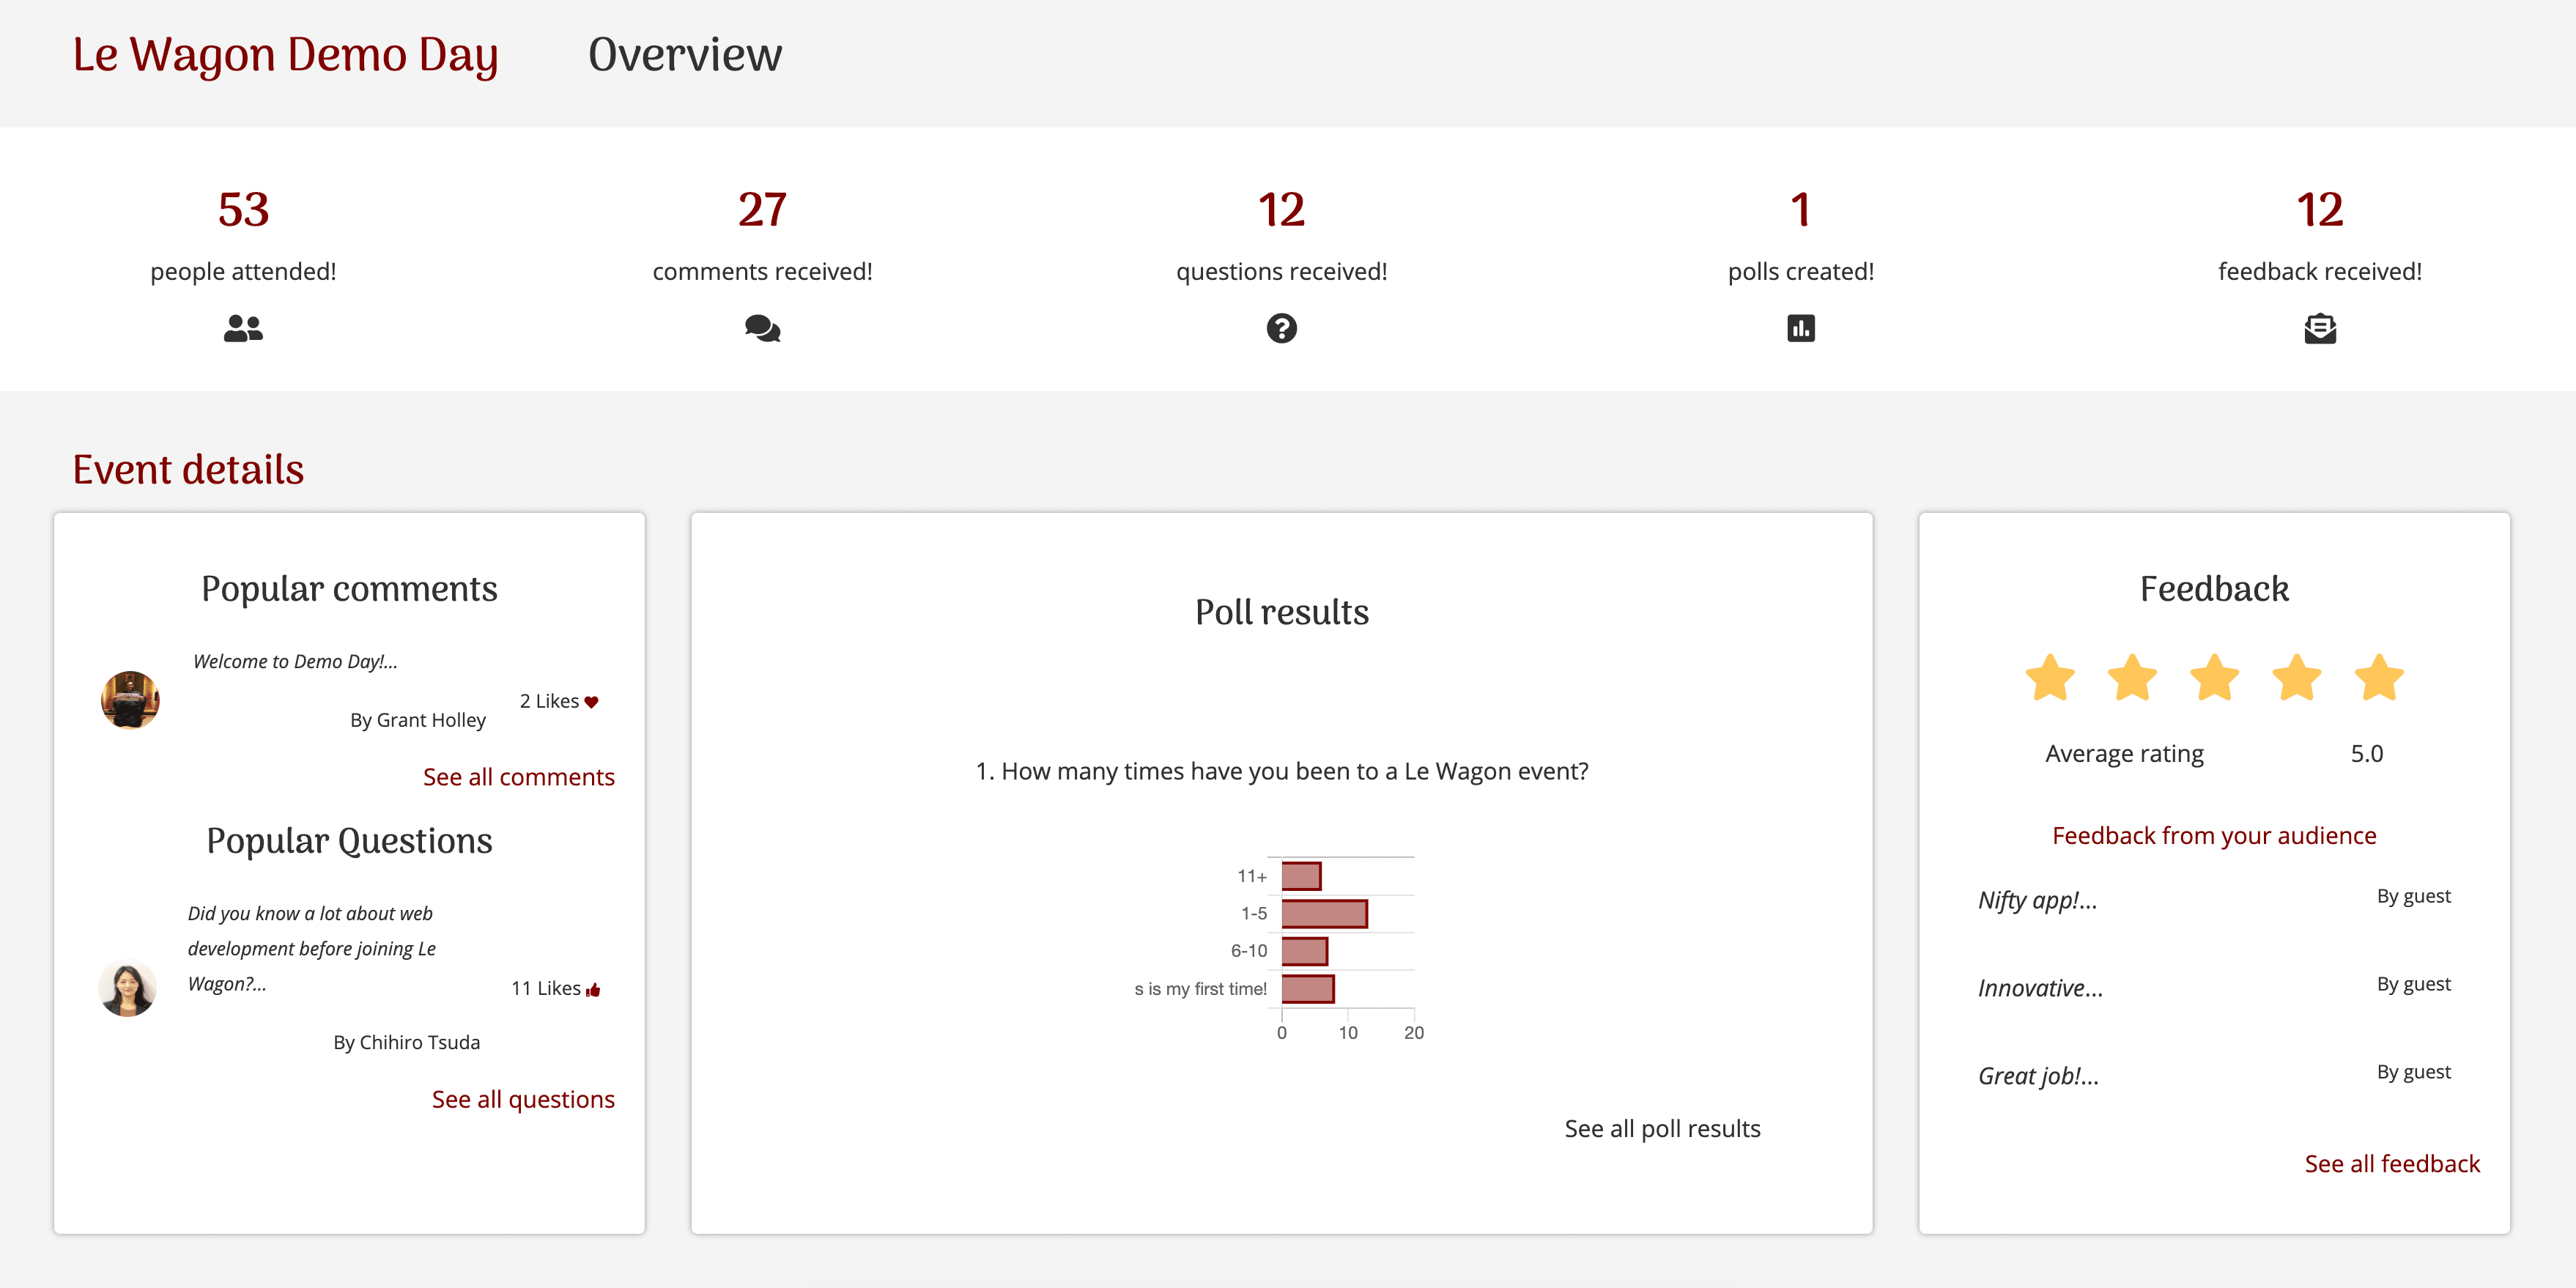 Le Wagon Demo Day Overview
53
people attended!
27
comments received!
12
questions received!
1
polls created!
12
feedback received!
Event details
Popular comments
Welcome to Demo Day!...
2 Likes
By Grant Holley
See all comments
Popular Questions
Did you know a lot about web
development before joining Le
Wagon?...
11 Likes
By Chihiro Tsuda
See all questions
Poll results
1. How many times have you been to a Le Wagon event?
11+
1-5
6-10
s is my first time!
0 10 20
See all poll results
Feedback
Average rating 5.0
Feedback from your audience
Nifty app!... By guest
Innovative... By guest
Great job!... By guest
See all feedback